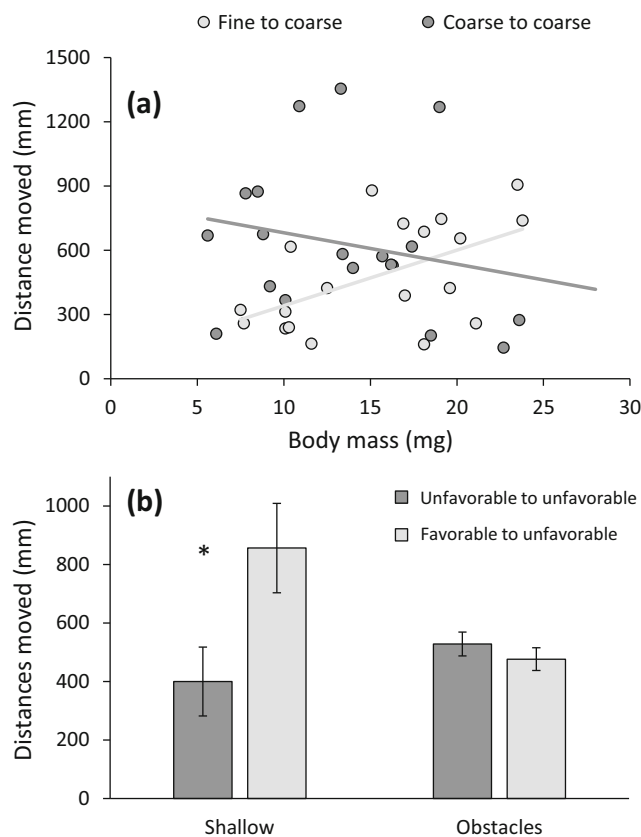 Fine to coarse
Coarse to coarse
1500
1200
900
600
300
0
Distance moved (mm)
(a)
0 5 10 15 20 25 30
Body mass (mg)
(b)
Unfavorable to unfavorable
Favorable to unfavorable
1000
800
600
400
200
0
Distances moved (mm)
*
Shallow Obstacles